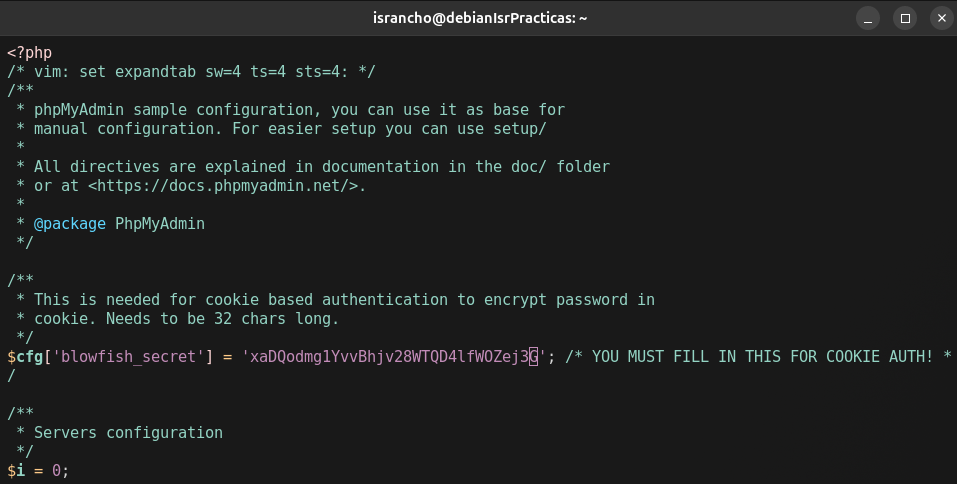 israncho@debianIsrPracticas: ~
<?php
/* vim: set expandtab sw=4 ts=4 sts=4: */
/**
 * phpMyAdmin sample configuration, you can use it as base for
 * manual configuration. For easier setup you can use setup/
 *
 * All directives are explained in documentation in the doc/ folder
 * or at <https://docs.phpmyadmin.net/>.
 *
 * @package PhpMyAdmin
 */
/**
 * This is needed for cookie based authentication to encrypt password in
 * cookie. Needs to be 32 chars long.
 */
$cfg['blowfish_secret'] = 'xaDQodmg1YvvBhjv28WTQD4lfWOZej3G'; /* YOU MUST FILL IN THIS FOR COOKIE AUTH! *
/
/**
 * Servers configuration
 */
$i = 0;